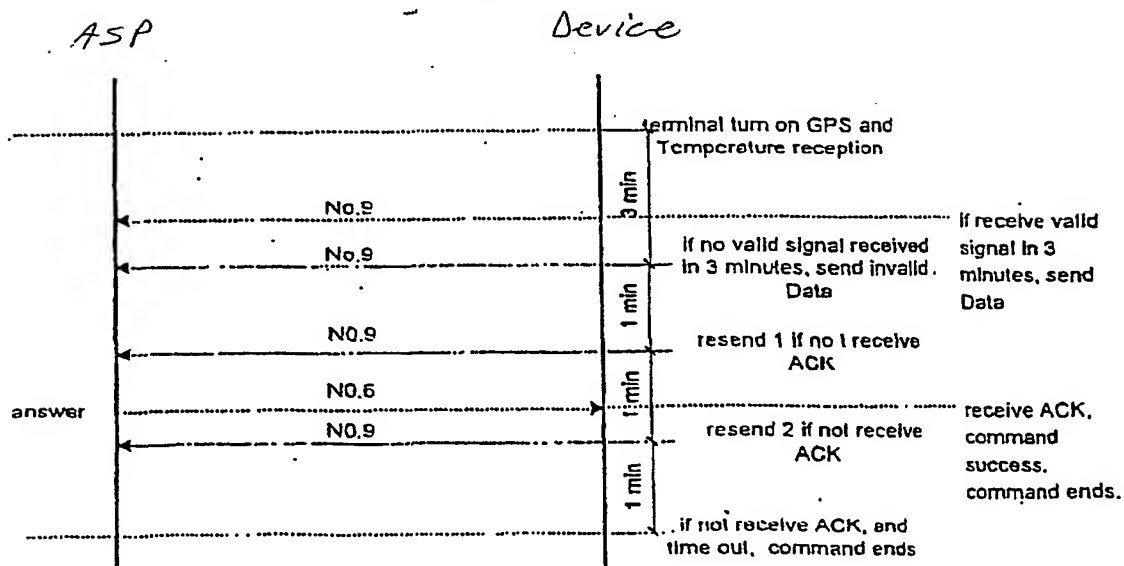 ASP
Device
terminal turn on GPS and
Temperature reception
3 min
No.9
if receive valid
signal in 3
minutes, send
Data
No.9
if no valid signal received
in 3 minutes, send invalid.
Data
1 min
N0.9
resend 1 if no t receive
ACK
1 min
answer
N0.6
receive ACK,
command
success.
command ends.
N0.9
resend 2 if not receive
ACK
1 min
if not receive ACK, and
time out, command ends